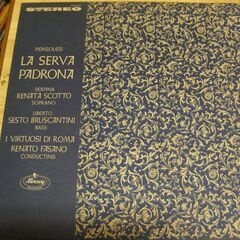 STEREO
PERGOLESI
LA SERVA
PADRONA
SERPINA
RENATA SCOTTO
SOPRANO
UBERTO
SESTO BRUSCANTINI
BASS
I VIRTUOSI DI ROMA
RENATO FASANO
CONDUCTING
Mercury
RECORDS